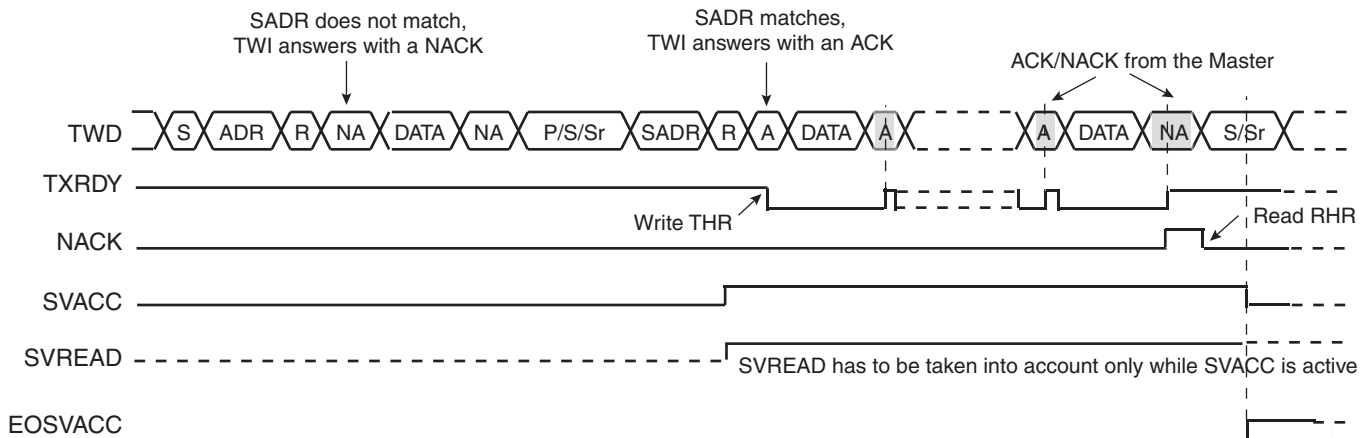 SADR does not match,
TWI answers with a NACK
SADR matches,
TWI answers with an ACK
ACK/NACK from the Master
TWD S ADR R NA DATA NA P/S/Sr SADR R A DATA A A DATA NA S/Sr
TXRDY
Write THR
Read RHR
NACK
SVACC
SVREAD
SVREAD has to be taken into account only while SVACC is active
EOSVACC